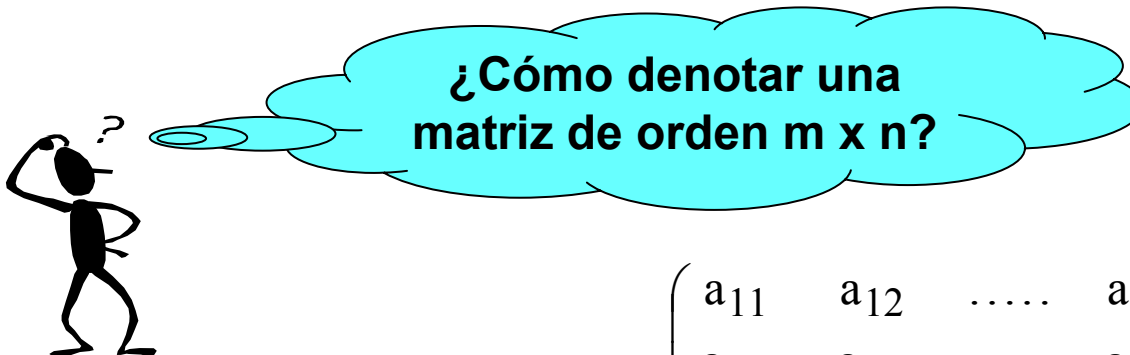 ¿Cómo denotar una
matriz de orden m x n?
?
a11 a12 ..... a